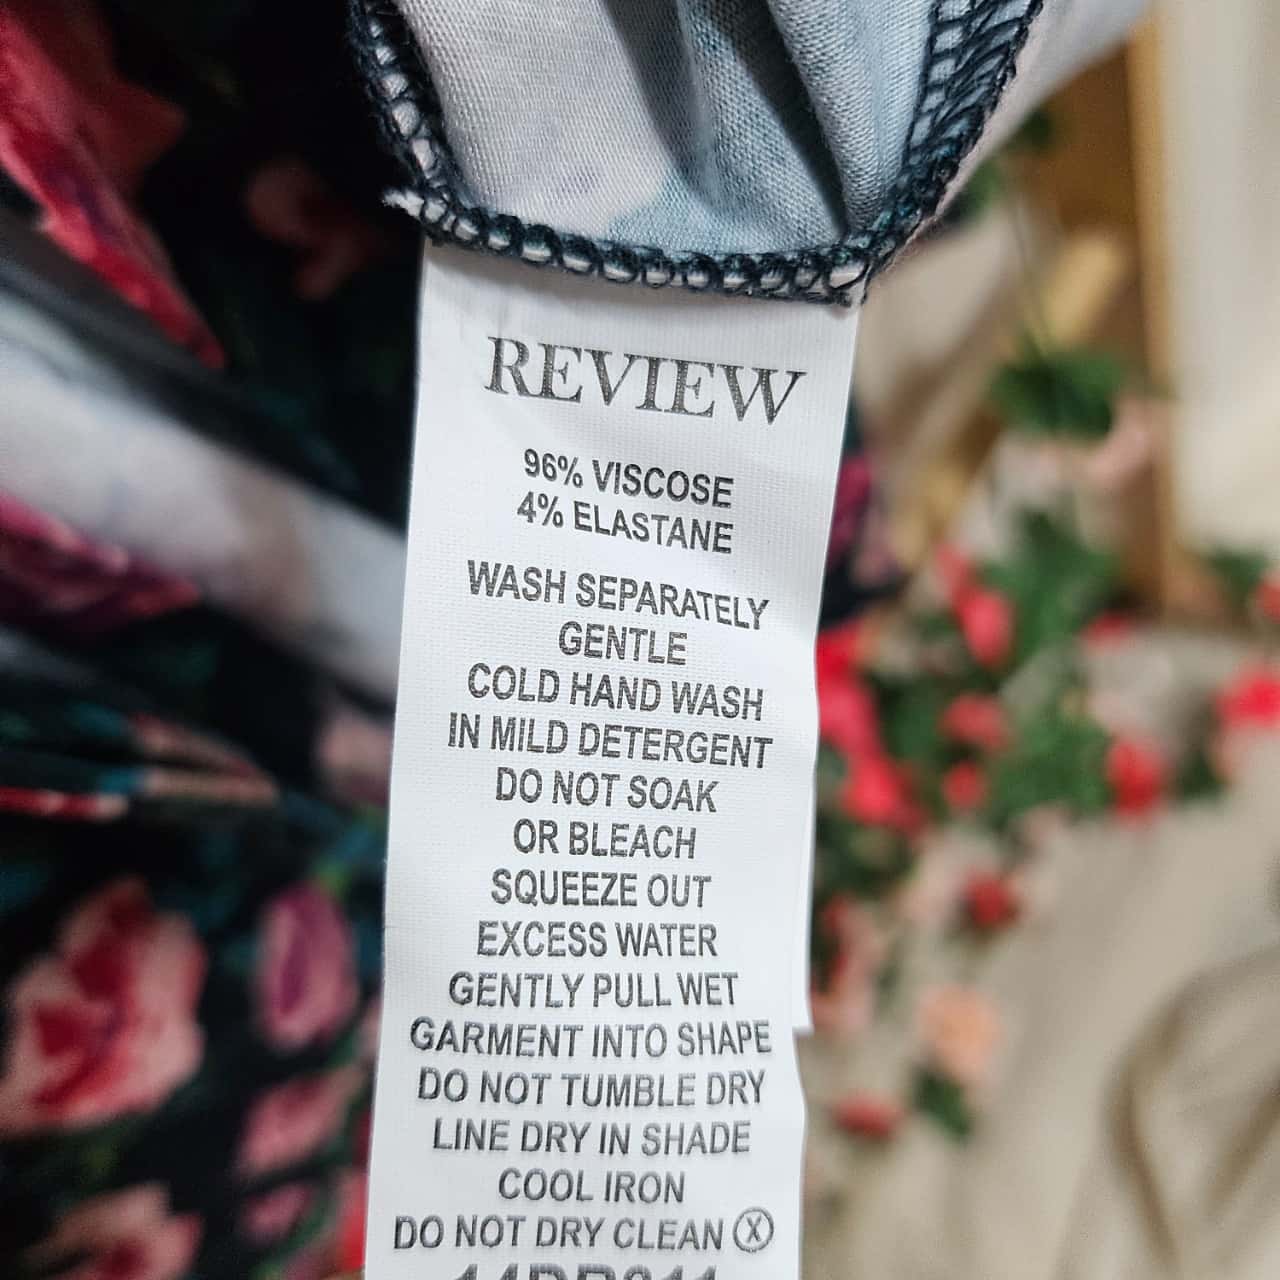 REVIEW
96% VISCOSE
4% ELASTANE
WASH SEPARATELY
GENTLE
COLD HAND WASH
IN MILD DETERGENT
DO NOT SOAK
OR BLEACH
SQUEEZE OUT
EXCESS WATER
GENTLY PULL WET
GARMENT INTO SHAPE
DO NOT TUMBLE DRY
LINE DRY IN SHADE
COOL IRON
DO NOT DRY CLEAN Ⓧ